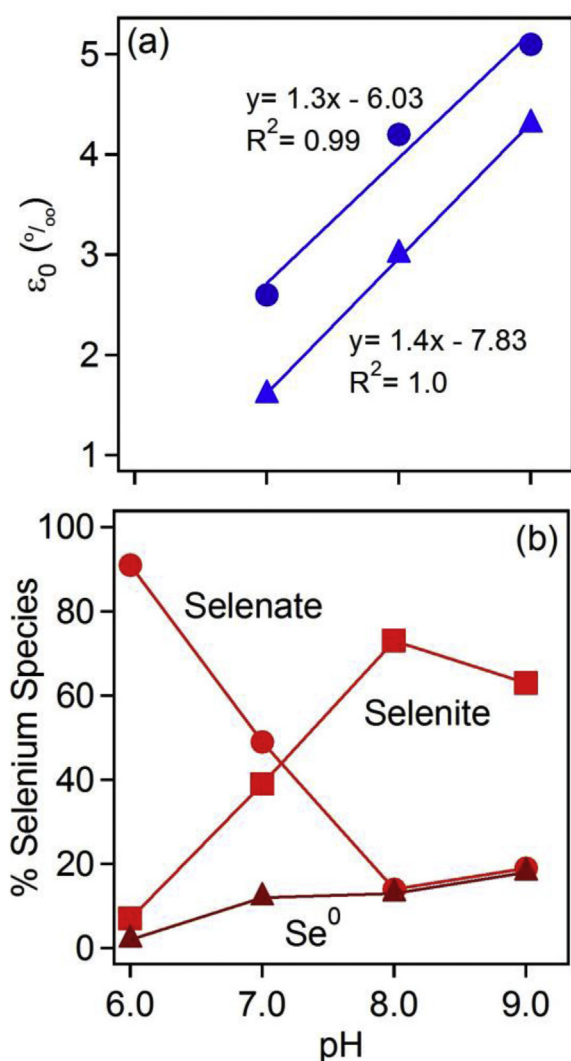 (a)
5
4
3
2
1
ε0 (‰)
y= 1.3x - 6.03
R2= 0.99
y= 1.4x - 7.83
R2= 1.0
(b)
100
80
60
40
20
0
% Selenium Species
Selenate
Selenite
Se0
6.0 7.0 8.0 9.0
pH